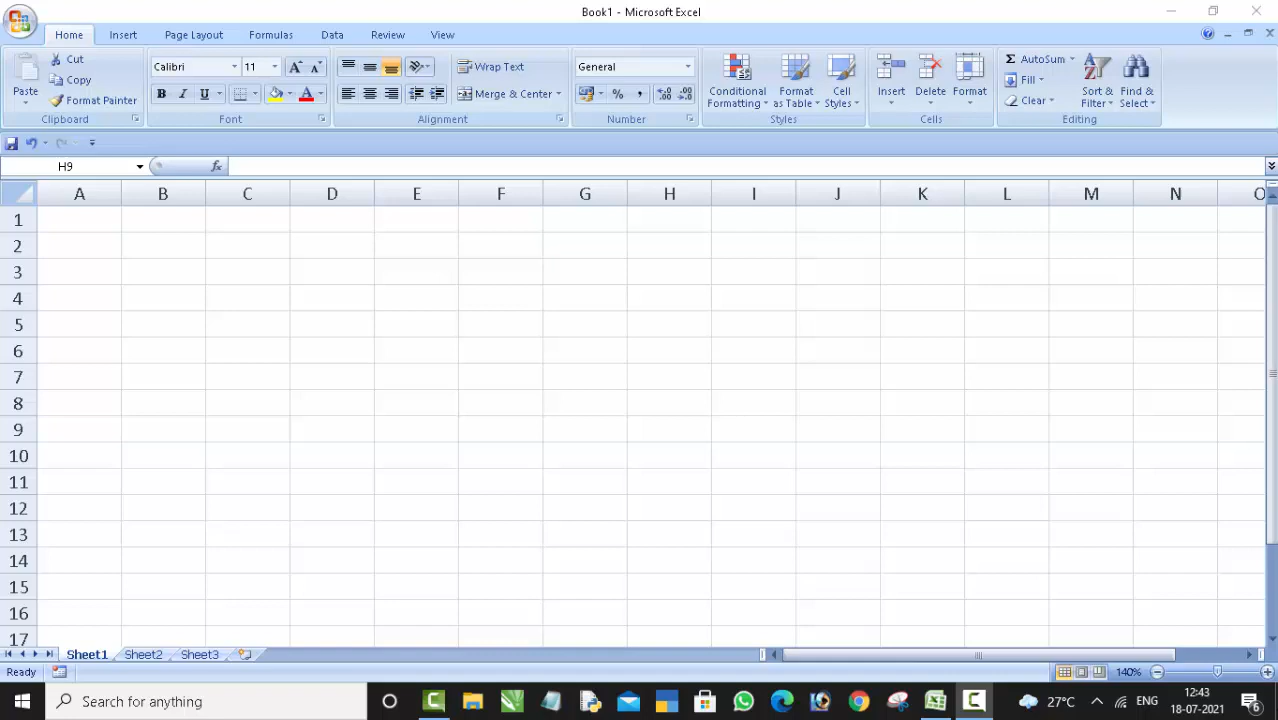 Book1 - Microsoft Excel
Home Insert Page Layout Formulas Data Review View
Paste
Cut
Copy
Format Painter
Clipboard
Calibri 11
B I U A
Font
Wrap Text
Merge & Center
Alignment
General
% , .00 .00
Number
Conditional Formatting
Format as Table
Cell Styles
Styles
Insert Delete Format
Cells
Σ AutoSum
Fill
Clear
Sort & Filter
Find & Select
Editing
H9 fx
A B C D E F G H I J K L M N O
1
2
3
4
5
6
7
8
9
10
11
12
13
14
15
16
17
Sheet1 Sheet2 Sheet3
Ready 140%
Search for anything
27°C ENG
12:43
18-07-2021
6